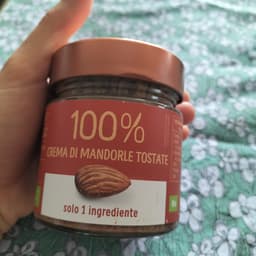 100%
CREMA DI MANDORLE TOSTATE
solo 1 ingrediente